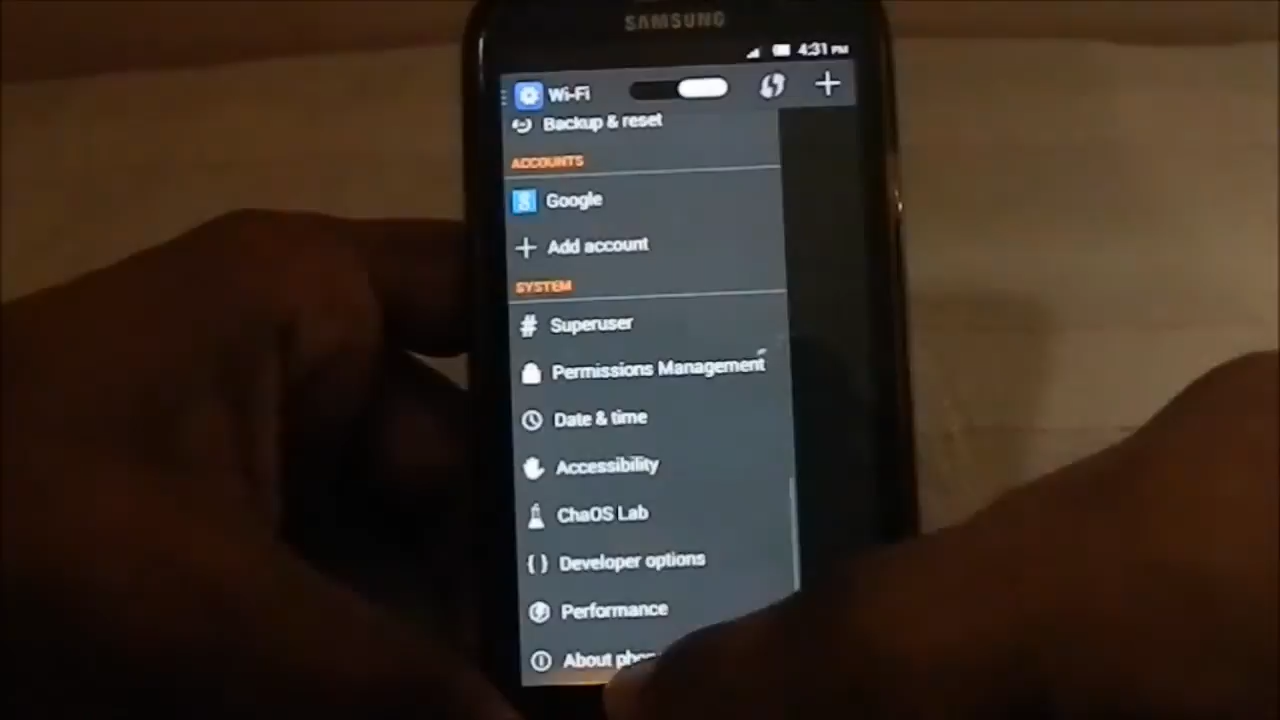 SAMSUNG
4:31 PM
Wi-Fi
Backup & reset
ACCOUNTS
Google
Add account
SYSTEM
Superuser
Permissions Management
Date & time
Accessibility
ChaOS Lab
Developer options
Performance
About